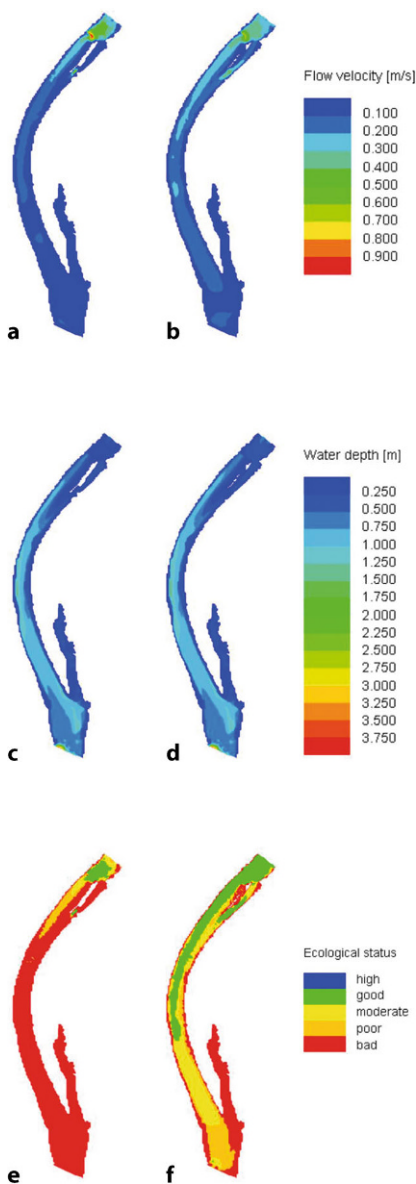 Flow velocity [m/s]
0.100
0.200
0.300
0.400
0.500
0.600
0.700
0.800
0.900
a
b
Water depth [m]
0.250
0.500
0.750
1.000
1.250
1.500
1.750
2.000
2.250
2.500
2.750
3.000
3.250
3.500
3.750
c
d
Ecological status
high
good
moderate
poor
bad
e
f